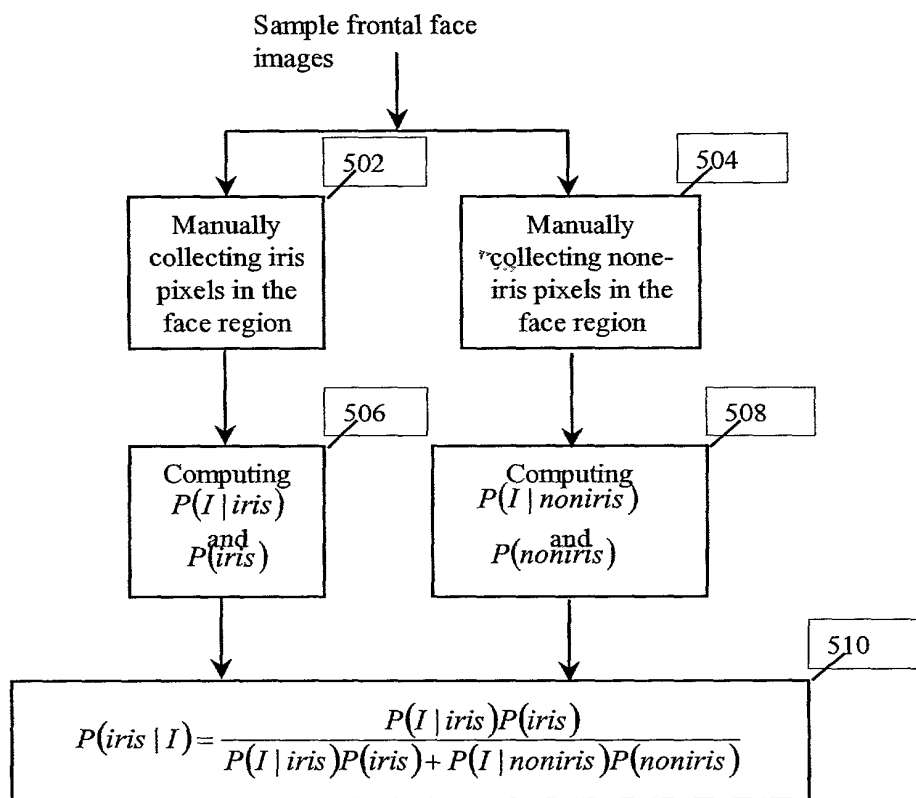 Sample frontal face
images
502
504
Manually
collecting iris
pixels in the
face region
Manually
collecting none-
iris pixels in the
face region
506
508
Computing
P(I | iris)
and
P(iris)
Computing
P(I | noniris)
and
P(noniris)
510
P(iris | I) = P(I | iris)P(iris) / P(I | iris)P(iris) + P(I | noniris)P(noniris)